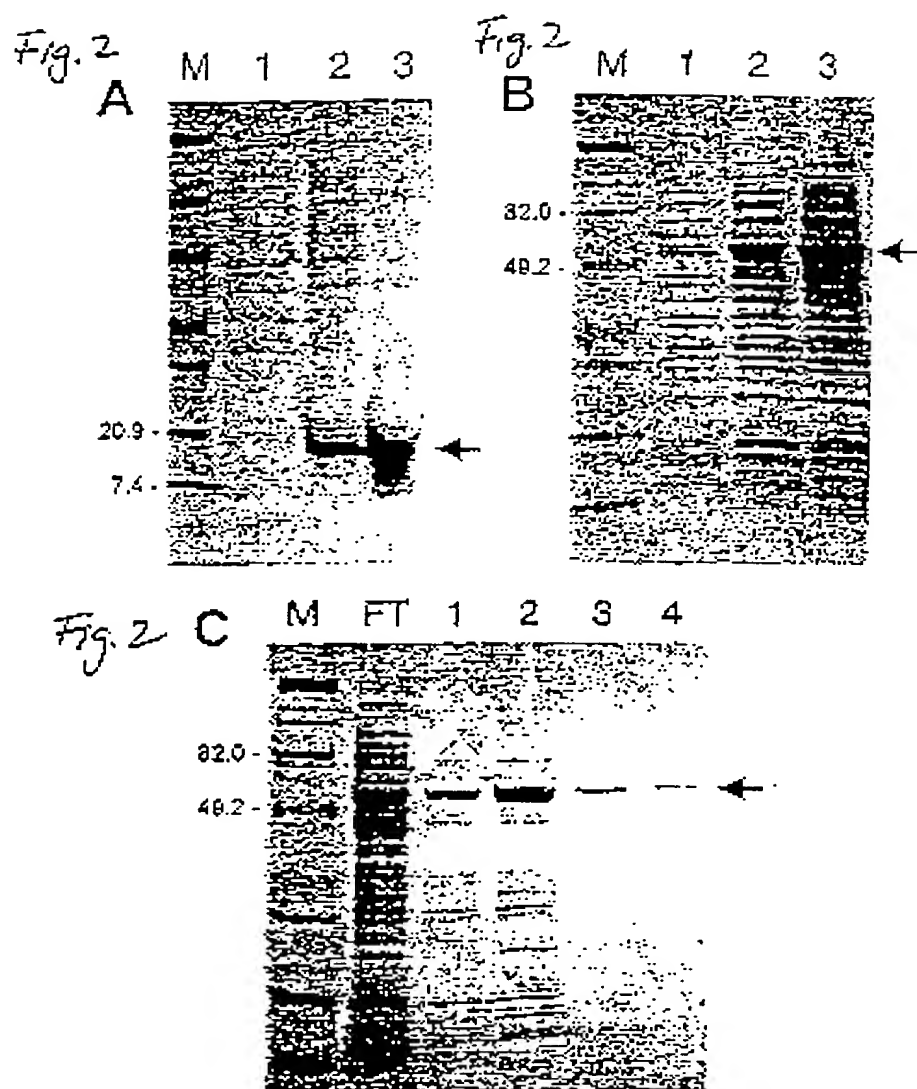 Fig. 2
A
M 1 2 3
20.9 -
7.4 -
Fig. 2
B
M 1 2 3
82.0 -
49.2 -
Fig. 2 C
M FT 1 2 3 4
82.0 -
49.2 -